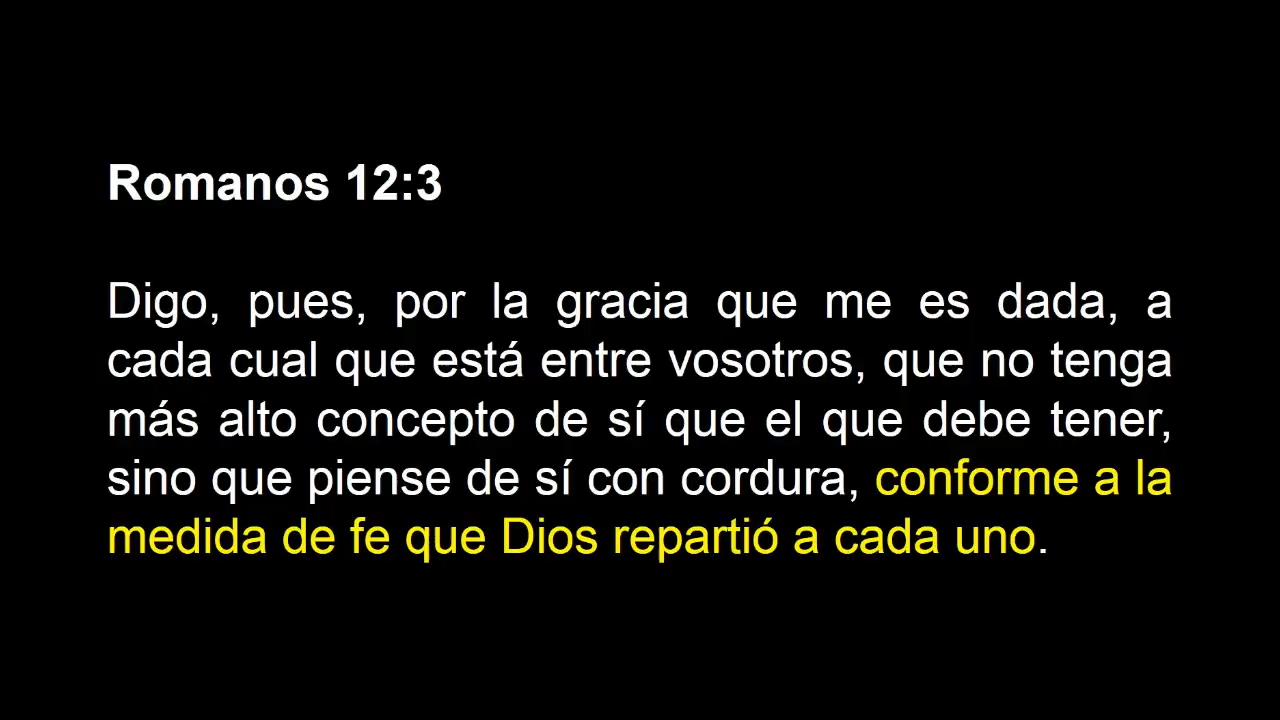 Romanos 12:3
Digo, pues, por la gracia que me es dada, a
cada cual que está entre vosotros, que no tenga
más alto concepto de sí que el que debe tener,
sino que piense de sí con cordura, conforme a la
medida de fe que Dios repartió a cada uno.